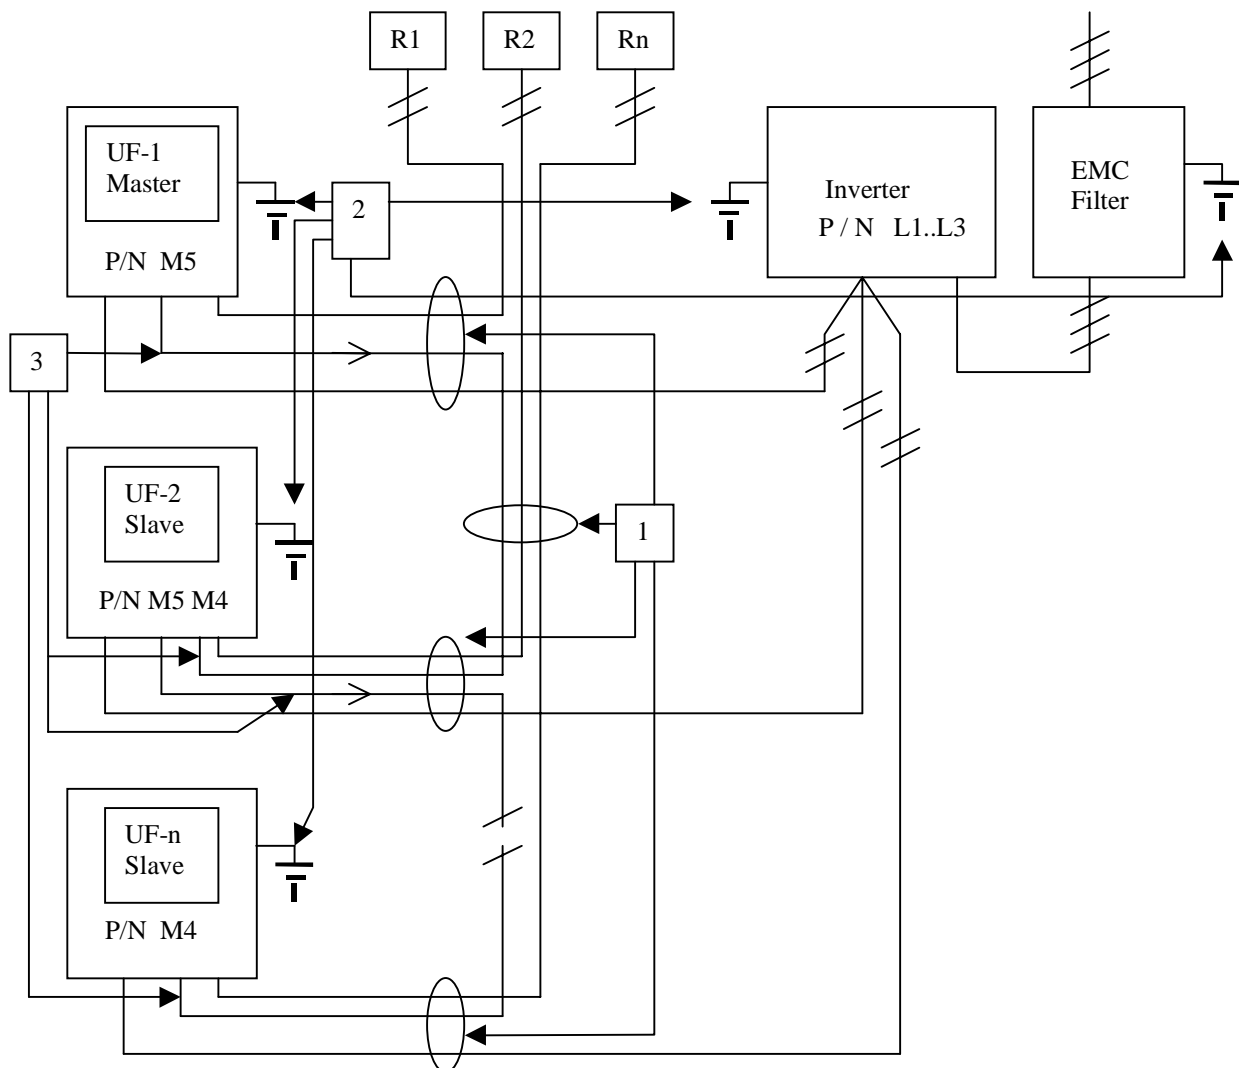 R1
R2
Rn
UF-1
Master
P/N M5
2
Inverter
P / N L1..L3
EMC
Filter
3
UF-2
Slave
P/N M5 M4
1
UF-n
Slave
P/N M4